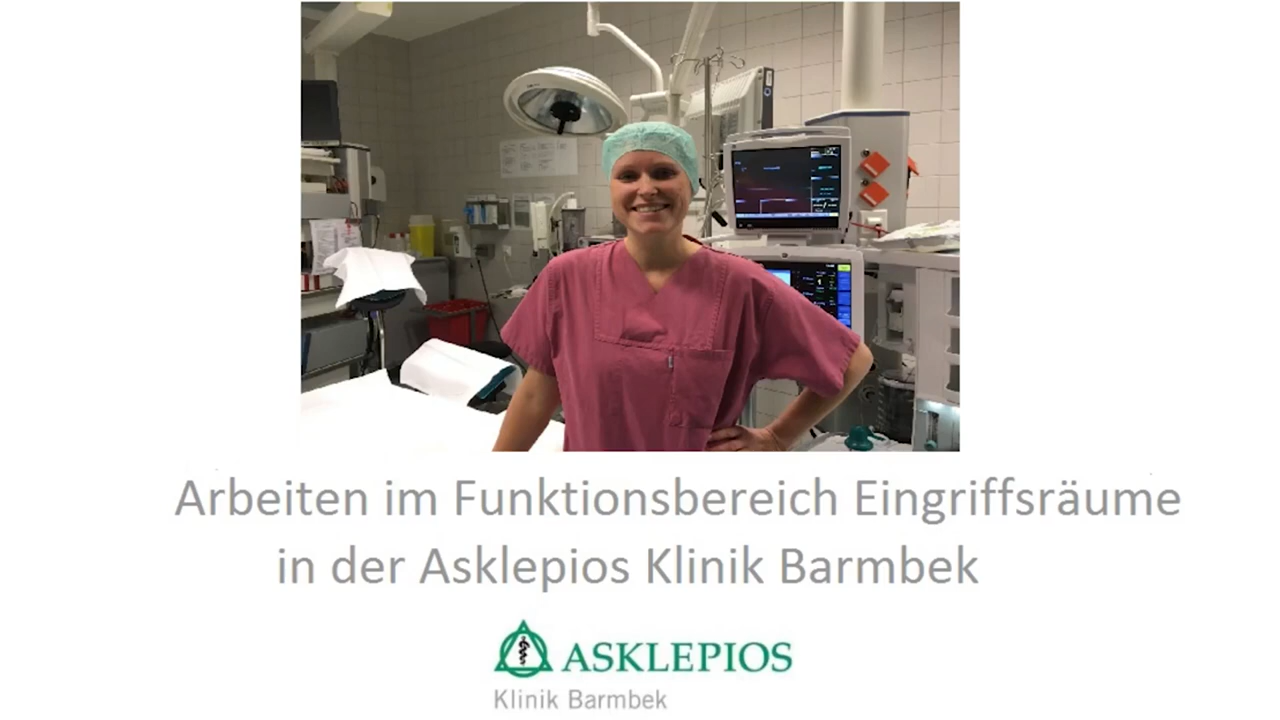 Arbeiten im Funktionsbereich Eingriffsräume
in der Asklepios Klinik Barmbek
ASKLEPIOS
Klinik Barmbek